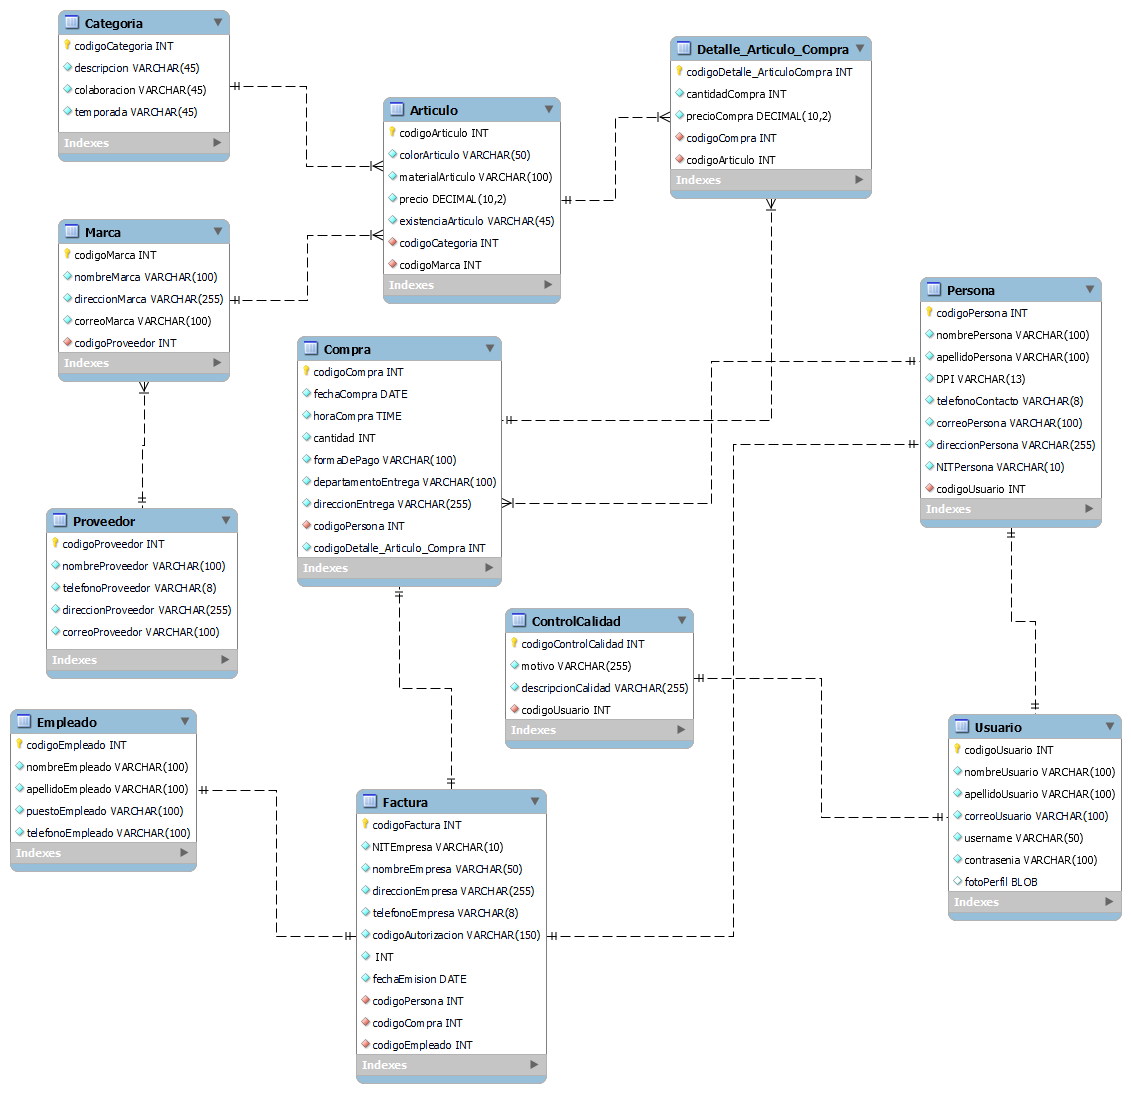 Categoria
codigoCategoria INT
descripcion VARCHAR(45)
colaboracion VARCHAR(45)
temporada VARCHAR(45)
Indexes
Articulo
codigoArticulo INT
colorArticulo VARCHAR(50)
materialArticulo VARCHAR(100)
precio DECIMAL(10,2)
existenciaArticulo VARCHAR(45)
codigoCategoria INT
codigoMarca INT
Indexes
Detalle_Articulo_Compra
codigoDetalle_ArticuloCompra INT
cantidadCompra INT
precioCompra DECIMAL(10,2)
codigoCompra INT
codigoArticulo INT
Indexes
Marca
codigoMarca INT
nombreMarca VARCHAR(100)
direccionMarca VARCHAR(255)
correoMarca VARCHAR(100)
codigoProveedor INT
Indexes
Compra
codigoCompra INT
fechaCompra DATE
horaCompra TIME
cantidad INT
formaDePago VARCHAR(100)
departamentoEntrega VARCHAR(100)
direccionEntrega VARCHAR(255)
codigoPersona INT
codigoDetalle_Articulo_Compra INT
Indexes
Persona
codigoPersona INT
nombrePersona VARCHAR(100)
apellidoPersona VARCHAR(100)
DPI VARCHAR(13)
telefonoContacto VARCHAR(8)
correoPersona VARCHAR(100)
direccionPersona VARCHAR(255)
NITPersona VARCHAR(10)
codigoUsuario INT
Indexes
Proveedor
codigoProveedor INT
nombreProveedor VARCHAR(100)
telefonoProveedor VARCHAR(8)
direccionProveedor VARCHAR(255)
correoProveedor VARCHAR(100)
Indexes
ControlCalidad
codigoControlCalidad INT
motivo VARCHAR(255)
descripcionCalidad VARCHAR(255)
codigoUsuario INT
Indexes
Empleado
codigoEmpleado INT
nombreEmpleado VARCHAR(100)
apellidoEmpleado VARCHAR(100)
puestoEmpleado VARCHAR(100)
telefonoEmpleado VARCHAR(100)
Indexes
Factura
codigoFactura INT
NITEmpresa VARCHAR(10)
nombreEmpresa VARCHAR(50)
direccionEmpresa VARCHAR(255)
telefonoEmpresa VARCHAR(8)
codigoAutorizacion VARCHAR(150)
INT
fechaEmision DATE
codigoPersona INT
codigoCompra INT
codigoEmpleado INT
Indexes
Usuario
codigoUsuario INT
nombreUsuario VARCHAR(100)
apellidoUsuario VARCHAR(100)
correoUsuario VARCHAR(100)
username VARCHAR(50)
contrasenia VARCHAR(100)
fotoPerfil BLOB
Indexes